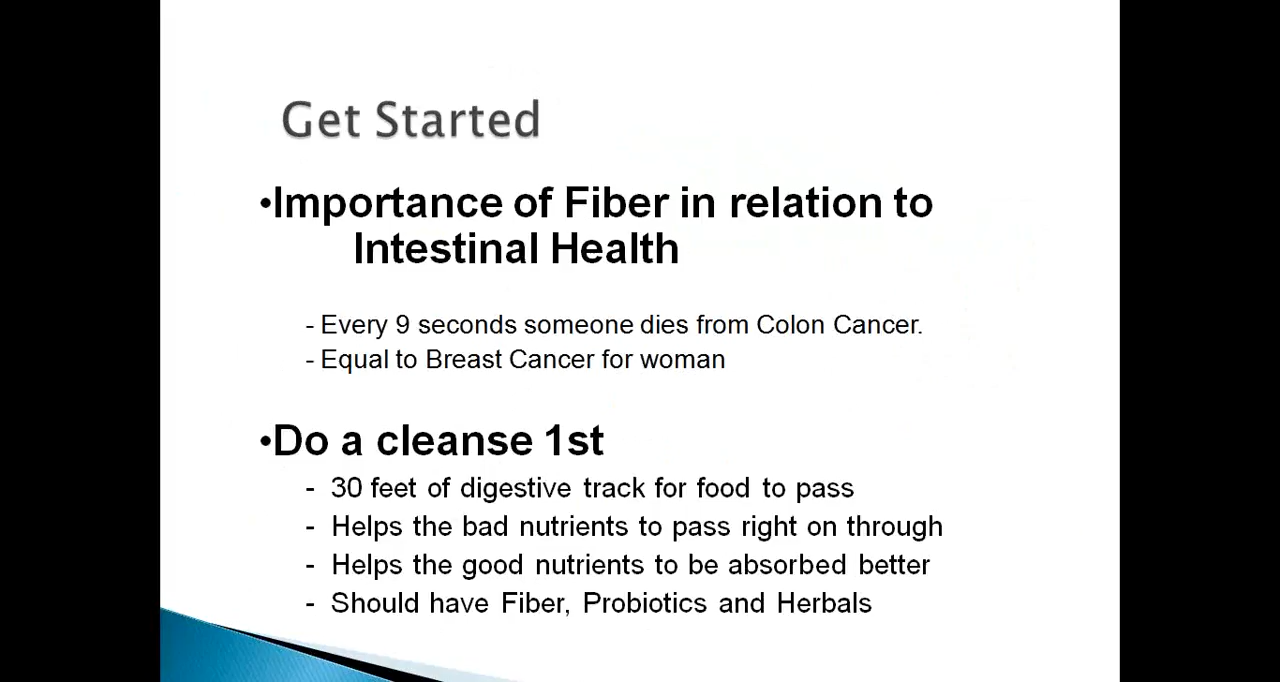 Get Started
•Importance of Fiber in relation to
Intestinal Health
- Every 9 seconds someone dies from Colon Cancer.
- Equal to Breast Cancer for woman
•Do a cleanse 1st
- 30 feet of digestive track for food to pass
- Helps the bad nutrients to pass right on through
- Helps the good nutrients to be absorbed better
- Should have Fiber, Probiotics and Herbals